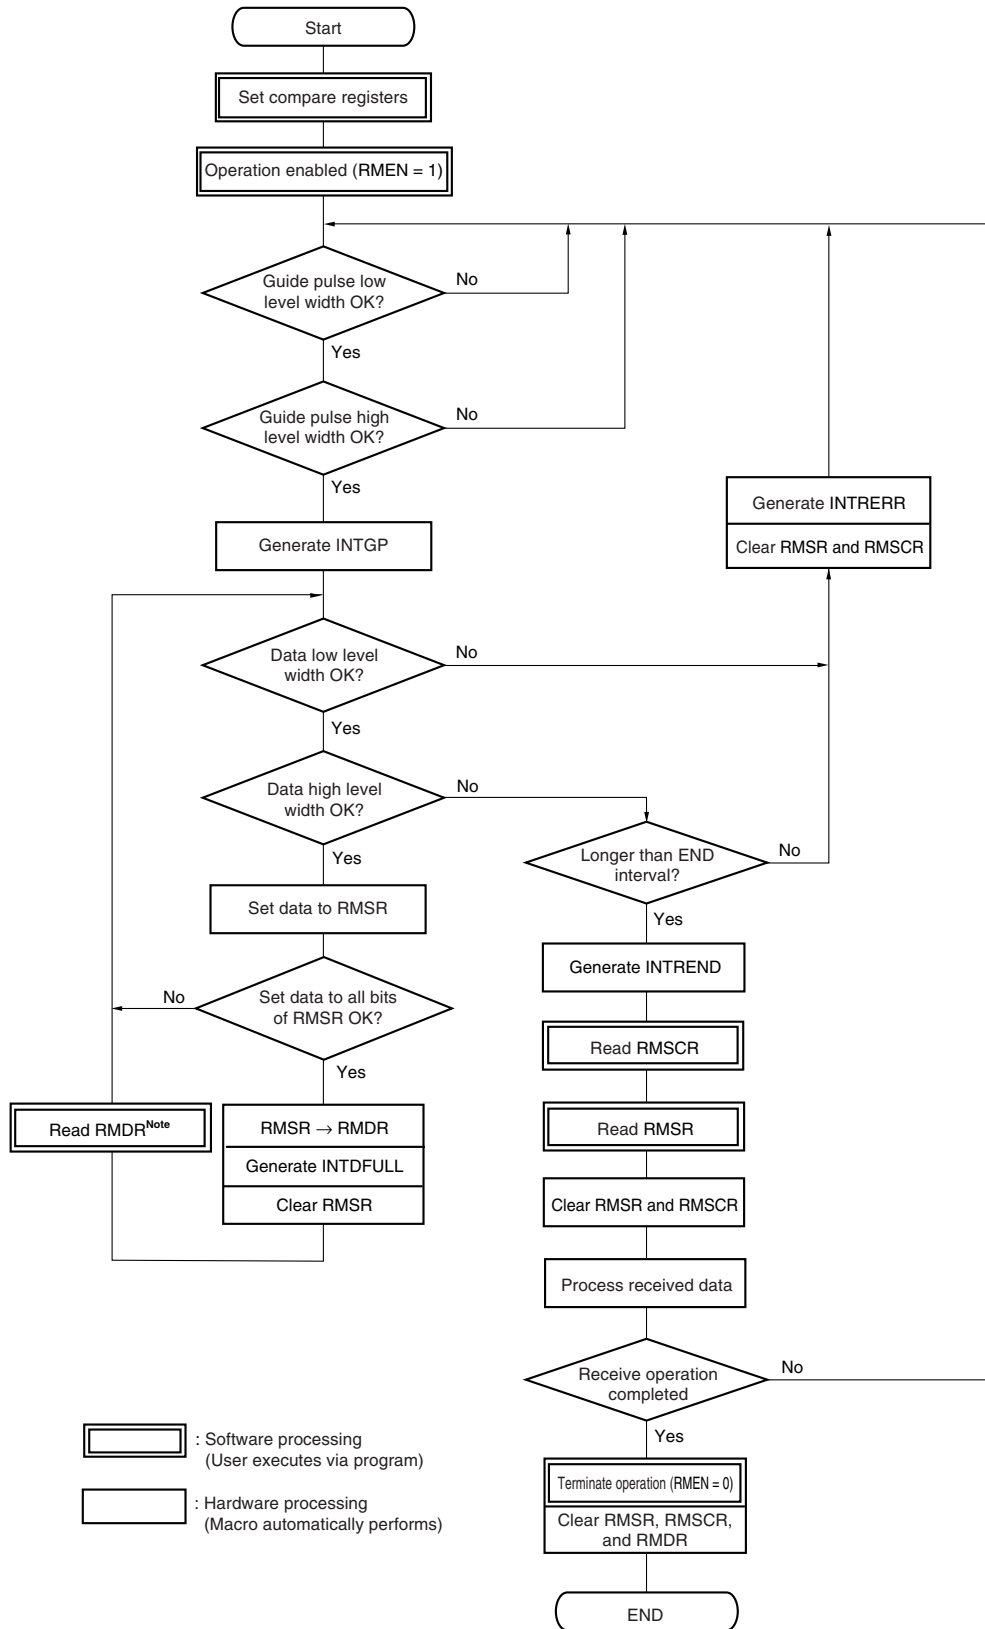 Start
Set compare registers
Operation enabled (RMEN = 1)
Guide pulse low
level width OK?
No
Yes
Guide pulse high
level width OK?
No
Yes
Generate INTGP
Generate INTRERR
Clear RMSR and RMSCR
Data low level
width OK?
No
Yes
Data high level
width OK?
No
Yes
Longer than END
interval?
No
Yes
Set data to RMSR
Generate INTREND
Set data to all bits
of RMSR OK?
No
Yes
Read RMSCR
Read RMDRNote
RMSR → RMDR
Generate INTDFULL
Clear RMSR
Read RMSR
Clear RMSR and RMSCR
Process received data
Receive operation
completed
No
Yes
Terminate operation (RMEN = 0)
Clear RMSR, RMSCR,
and RMDR
END
: Software processing
(User executes via program)
: Hardware processing
(Macro automatically performs)